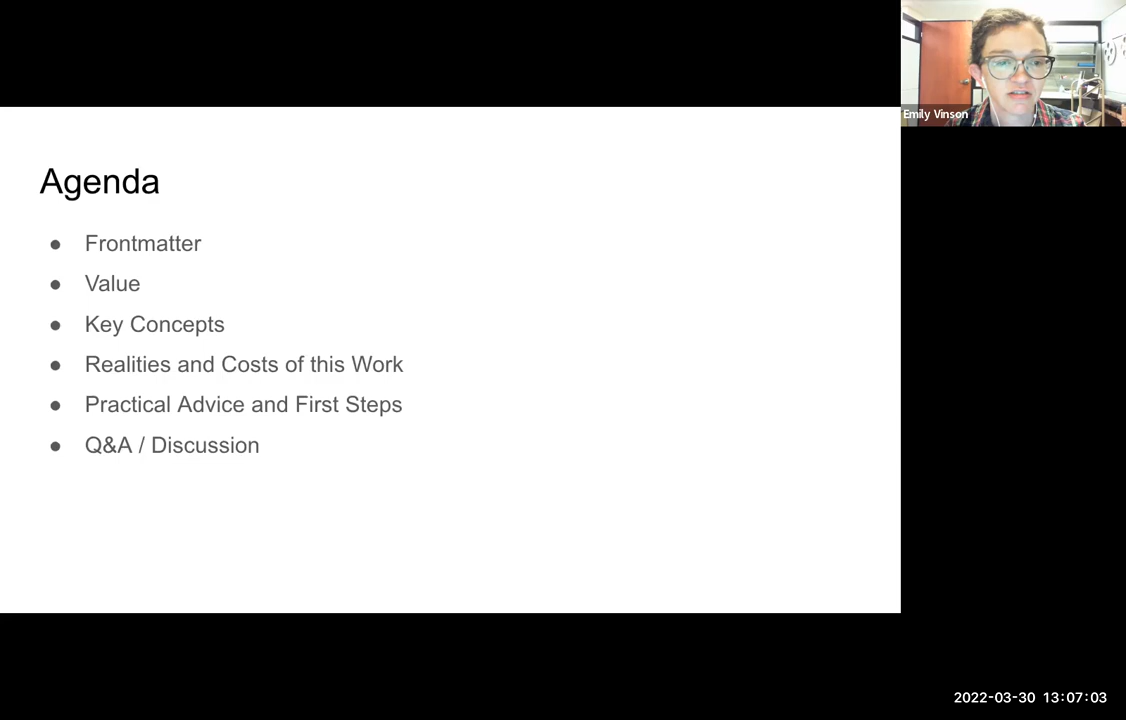 Emily Vinson
Agenda
● Frontmatter
● Value
● Key Concepts
● Realities and Costs of this Work
● Practical Advice and First Steps
● Q&A / Discussion
2022-03-30 13:07:03